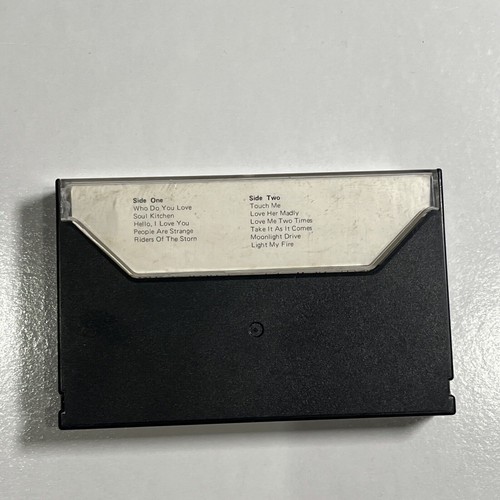 Side One
Who Do You Love
Soul Kitchen
Hello, I Love You
People Are Strange
Riders Of The Storm
Side Two
Touch Me
Love Her Madly
Love Me Two Times
Take It As It Comes
Moonlight Drive
Light My Fire